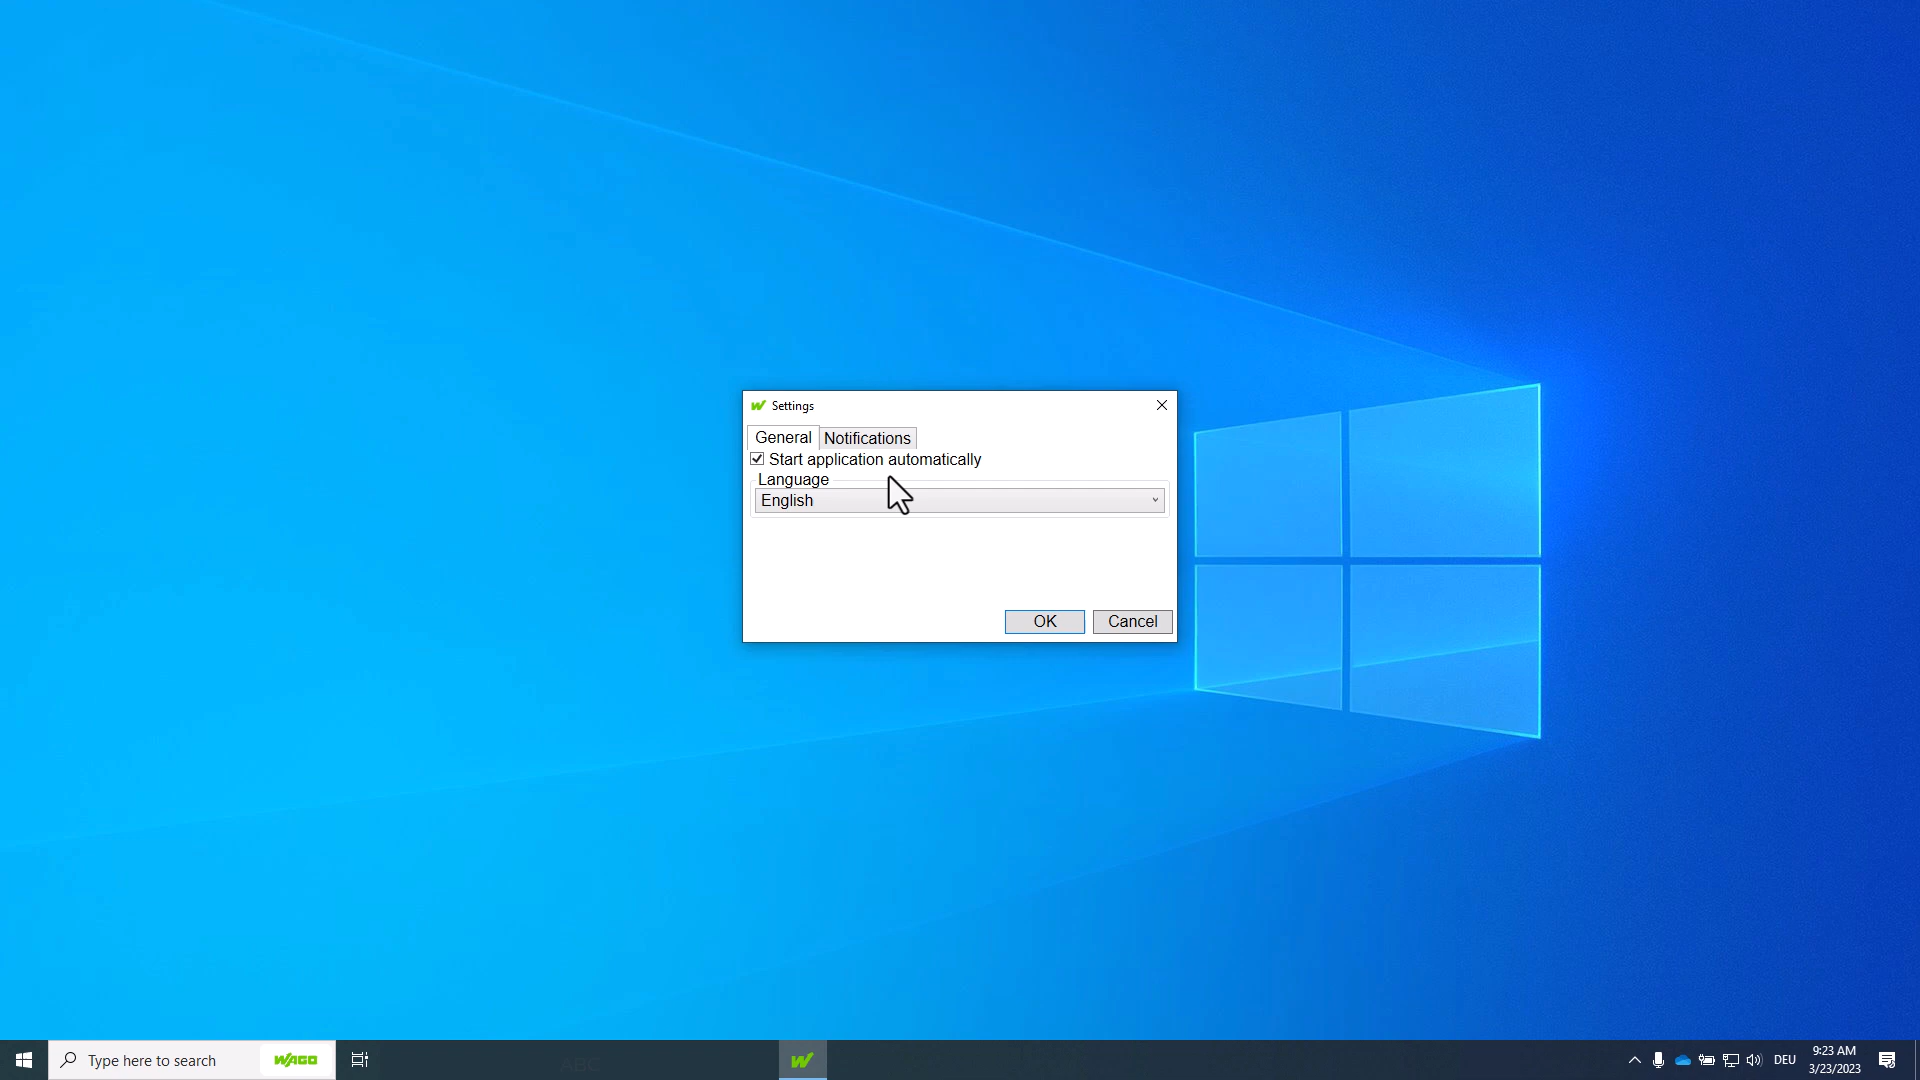 Settings
General Notifications
Start application automatically
Language
English
OK Cancel
Type here to search WAGO
DEU
9:23 AM
3/23/2023